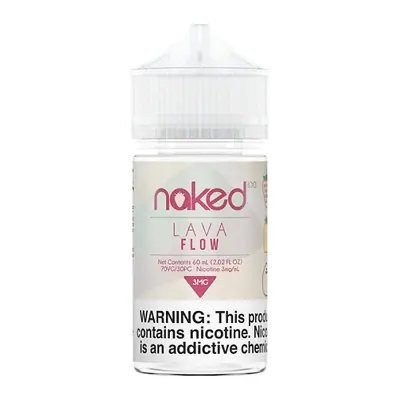 naked 100
LAVA
FLOW
Net Contents 60 mL (2.02 FL OZ)
70VG/30PG • Nicotine 3mg/mL
3MG
WARNING: This produ
contains nicotine. Nico
is an addictive chemic